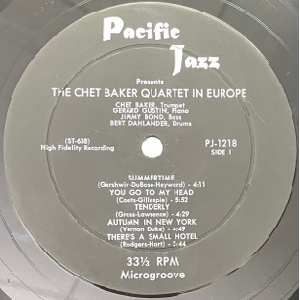 Pacific
Jazz
Presents
THE CHET BAKER QUARTET IN EUROPE
CHET BAKER, Trumpet
GERARD GUSTIN, Piano
JIMMY BOND, Bass
BERT DAHLANDER, Drums
(ST-638) PJ-1218
High Fidelity Recording SIDE 1
SUMMERTIME
(Gershwin-DuBose-Heyward) - 4:11
YOU GO TO MY HEAD
(Coots-Gillespie) - 5:52
TENDERLY
(Gross-Lawrence) - 4:29
AUTUMN IN NEW YORK
(Vernon Duke) - 4:29
THERE'S A SMALL HOTEL
(Rodgers-Hart) - 3:44
33⅓ RPM
Microgroove